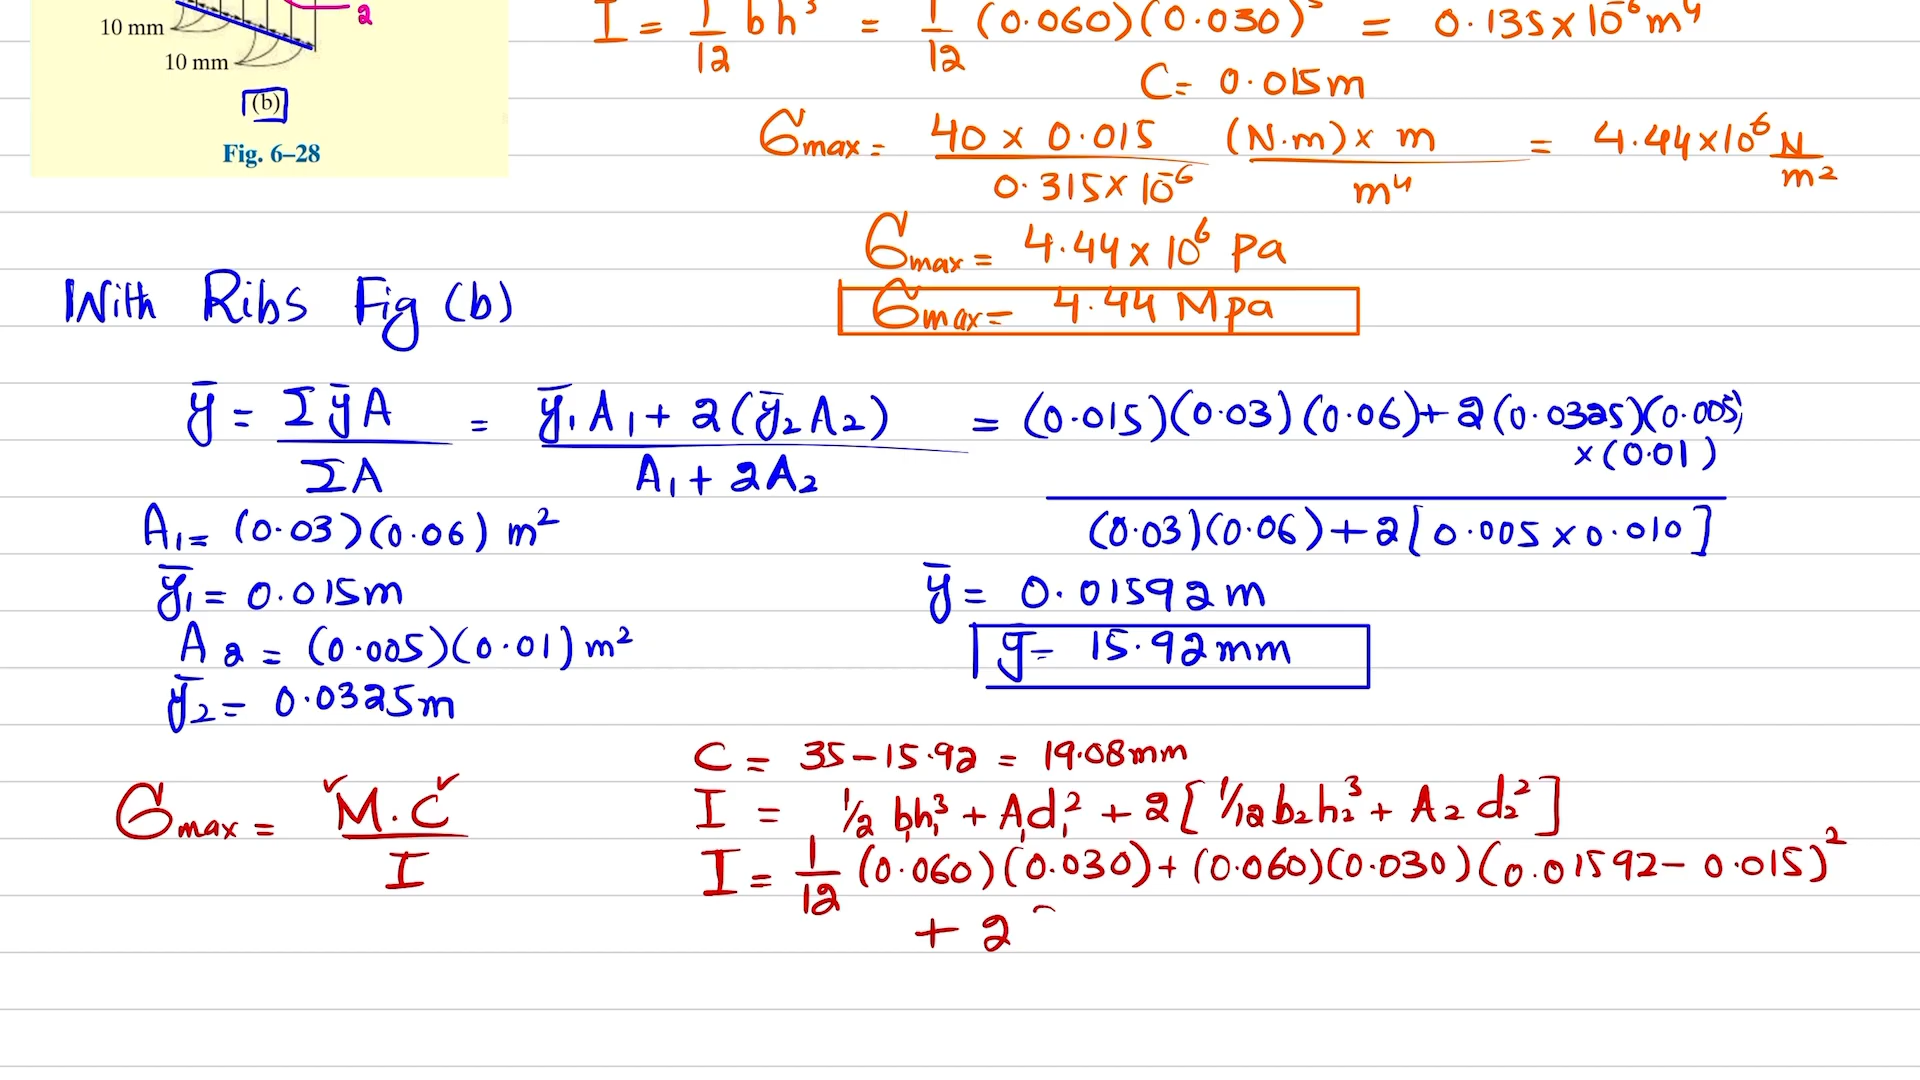 2
10 mm
10 mm
(b)
Fig. 6–28
I = 1/12 bh³ = 1/12 (0.060)(0.030)³ = 0.135 x 10⁻⁶ m⁴
C = 0.015m
σmax = 40 x 0.015 / 0.315 x 10⁻⁶ (N.m) x m / m⁴ = 4.44 x 10⁶ N/m²
σmax = 4.44 x 10⁶ Pa
σmax = 4.44 Mpa
With Ribs Fig (b)
ȳ = ΣȳA / ΣA = ȳ₁A₁ + 2(ȳ₂A₂) / A₁ + 2A₂ = (0.015)(0.03)(0.06) + 2(0.0325)(0.005) x (0.01) / (0.03)(0.06) + 2[0.005 x 0.010]
A₁ = (0.03)(0.06) m²
ȳ₁ = 0.015m
A₂ = (0.005)(0.01) m²
ȳ₂ = 0.0325m
ȳ = 0.01592m
ȳ = 15.92mm
σmax = M.C / I
C = 35 – 15.92 = 19.08mm
I = 1/2 b₁h₁³ + A₁d₁² + 2[1/12 b₂h₂³ + A₂d₂²]
I = 1/12 (0.060)(0.030) + (0.060)(0.030)(0.01592 – 0.015)²
+ 2